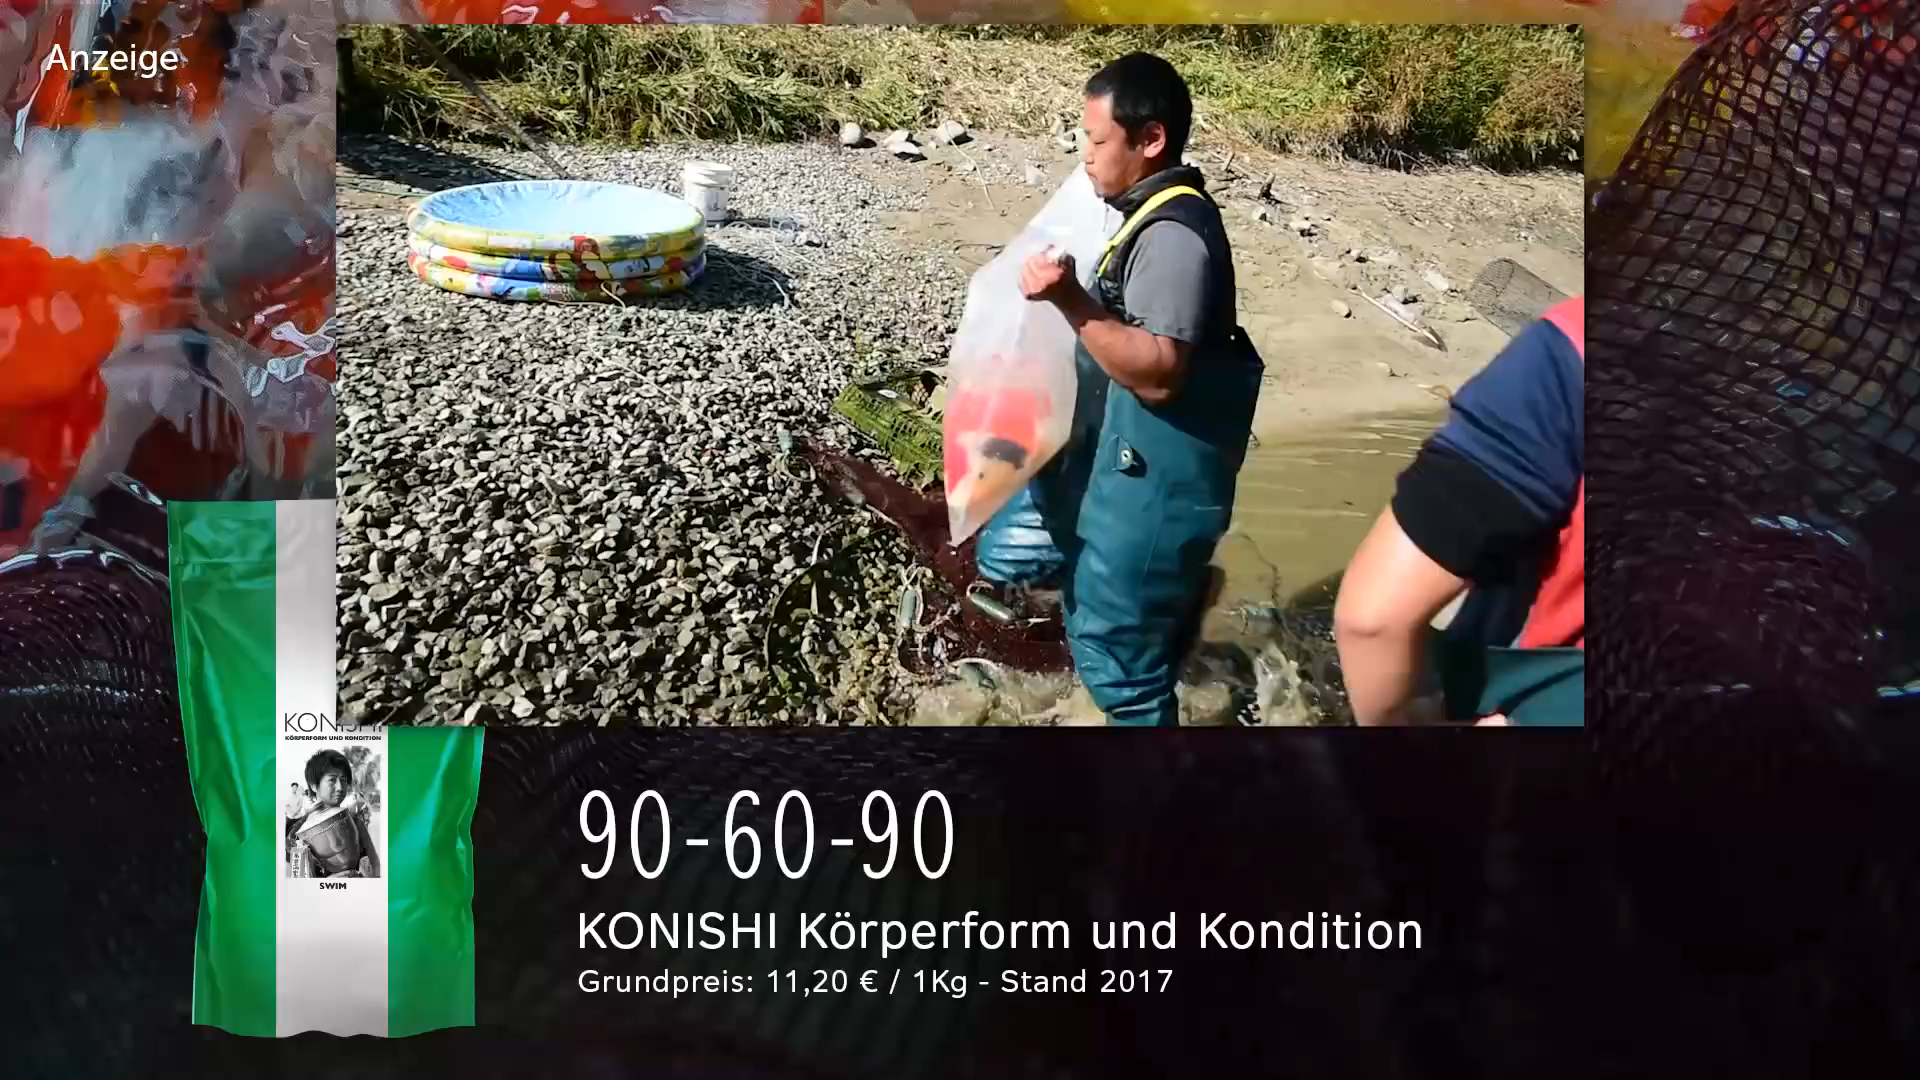 Anzeige
KONISHI
KÖRPERFORM UND KONDITION
SWIM
90-60-90
KONISHI Körperform und Kondition
Grundpreis: 11,20 € / 1Kg - Stand 2017